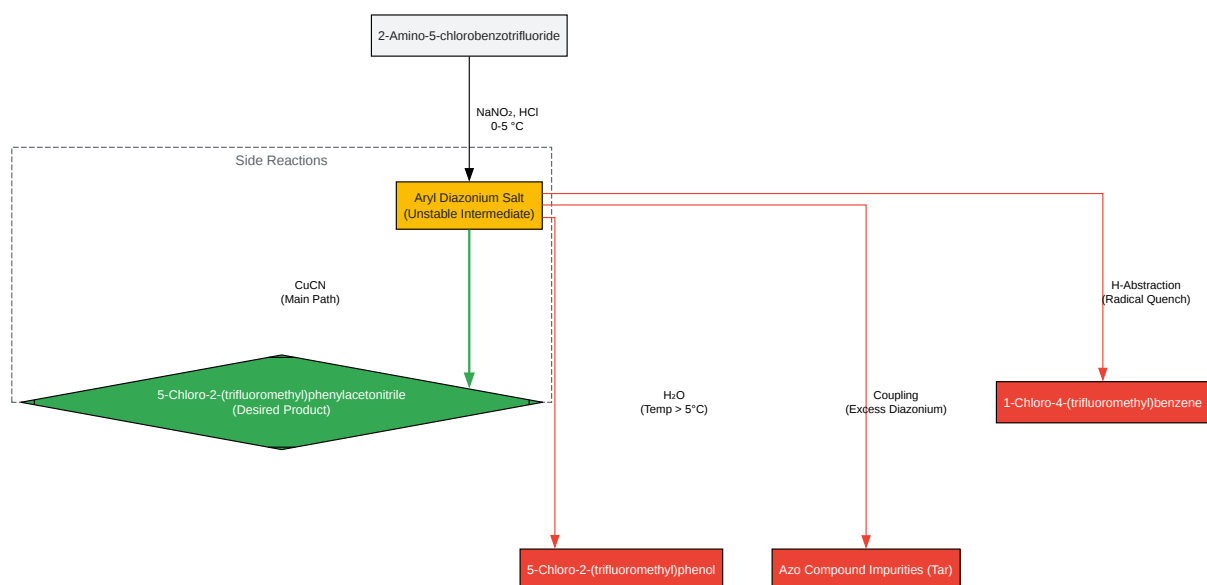 2-Amino-5-chlorobenzotrifluoride
NaNO₂, HCl
0-5 °C
Side Reactions
Aryl Diazonium Salt
(Unstable Intermediate)
CuCN
(Main Path)
H-Abstraction
(Radical Quench)
5-Chloro-2-(trifluoromethyl)phenylacetonitrile
(Desired Product)
H₂O
(Temp > 5°C)
Coupling
(Excess Diazonium)
1-Chloro-4-(trifluoromethyl)benzene
5-Chloro-2-(trifluoromethyl)phenol
Azo Compound Impurities (Tar)